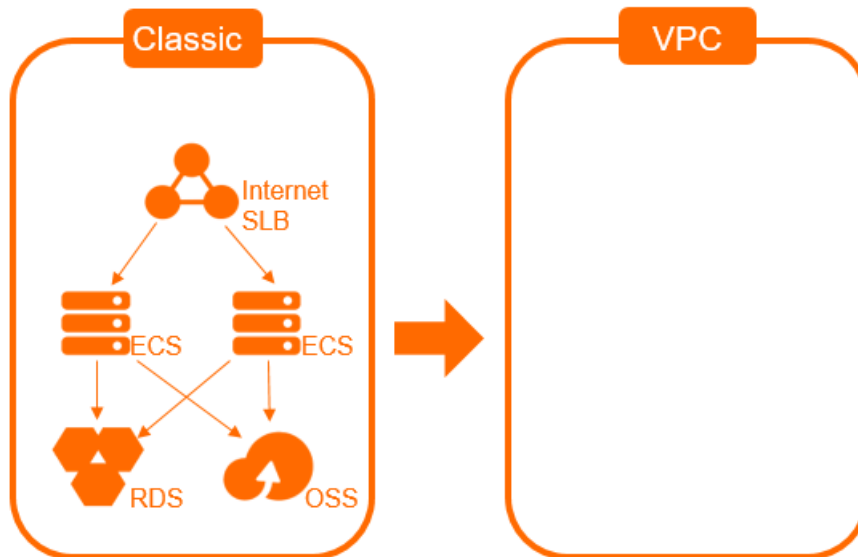 Classic
VPC
Internet
SLB
ECS
ECS
RDS
OSS